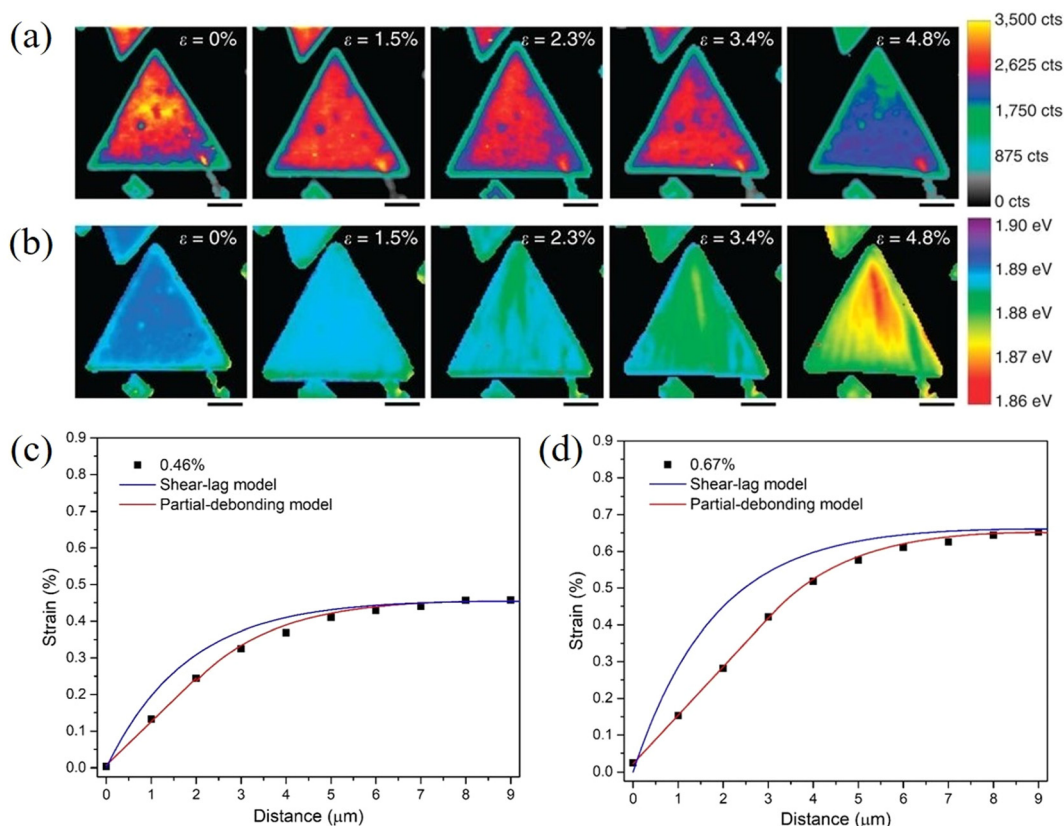 (a)
ε = 0%
ε = 1.5%
ε = 2.3%
ε = 3.4%
ε = 4.8%
3,500 cts
2,625 cts
1,750 cts
875 cts
0 cts
(b)
ε = 0%
ε = 1.5%
ε = 2.3%
ε = 3.4%
ε = 4.8%
1.90 eV
1.89 eV
1.88 eV
1.87 eV
1.86 eV
(c)
0.9
0.8
0.7
0.6
0.5
0.4
0.3
0.2
0.1
0.0
Strain (%)
0.46%
Shear-lag model
Partial-debonding model
0 1 2 3 4 5 6 7 8 9
Distance (μm)
(d)
0.9
0.8
0.7
0.6
0.5
0.4
0.3
0.2
0.1
0.0
Strain (%)
0.67%
Shear-lag model
Partial-debonding model
0 1 2 3 4 5 6 7 8 9
Distance (μm)